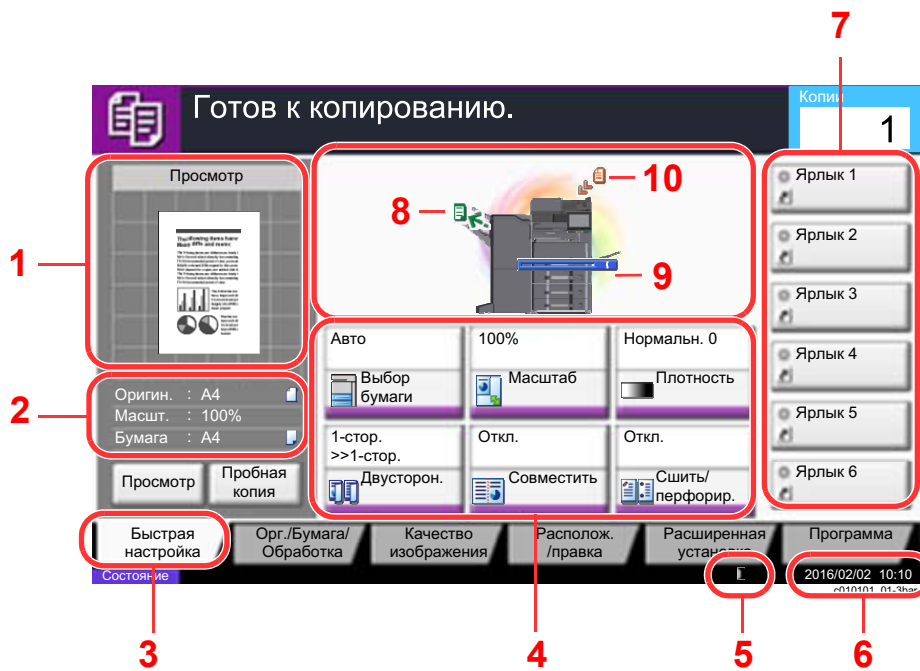 7
Готов к копированию.
Копии
1
Просмотр
10
8
9
1
Ярлык 1
Ярлык 2
Ярлык 3
Ярлык 4
Ярлык 5
Ярлык 6
2
Оригин. : A4
Масшт. : 100%
Бумага : A4
Просмотр
Пробная
копия
Авто
100%
Нормальн. 0
Выбор
бумаги
Масштаб
Плотность
1-стор.
>>1-стор.
Откл.
Откл.
Двусторон.
Совместить
Сшить/
перфорир.
Быстрая
настройка
Орг./Бумага/
Обработка
Качество
изображения
Располож.
/правка
Расширенная
установка
Программа
Состояние
2016/02/02 10:10
3
4
5
6